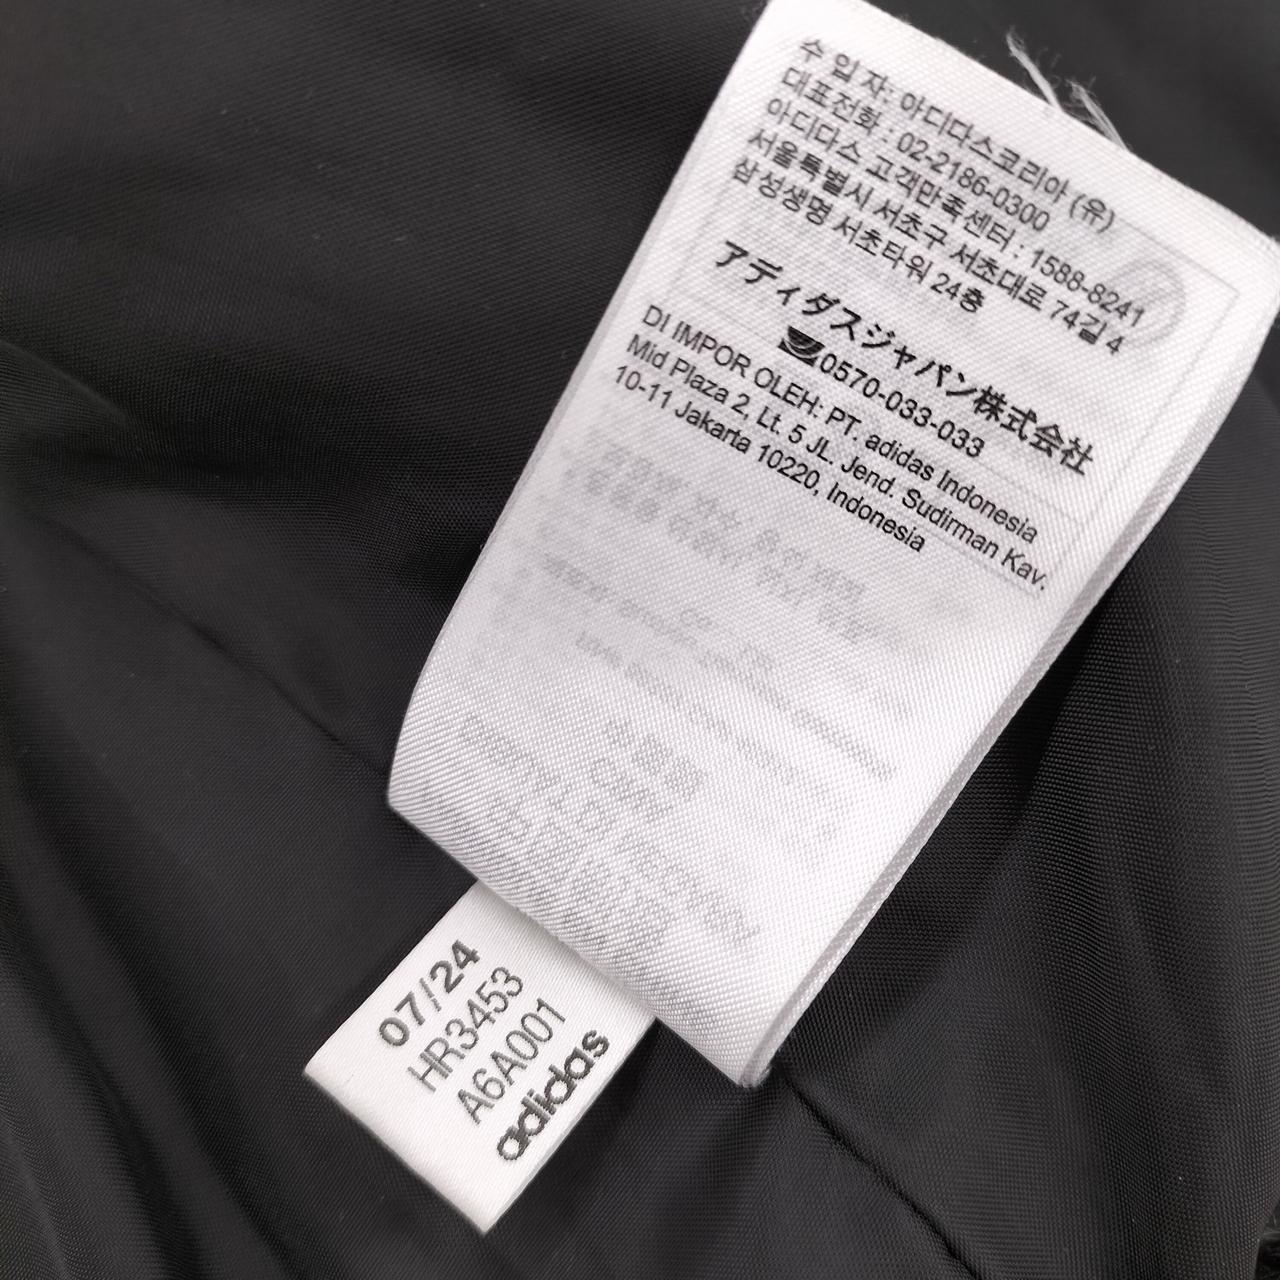 수 입 자: 아디다스코리아 (유)
대표전화 : 02-2186-0300
아디다스 고객만족센터 : 1588-8241
서울특별시 서초구 서초대로 74길 4
삼성생명 서초타워 24층
アディダスジャパン株式会社
0570-033-033
DI IMPOR OLEH: PT. adidas Indonesia
Mid Plaza 2, Lt. 5 JL. Jend. Sudirman Kav.
10-11 Jakarta 10220, Indonesia
07/24
HR3453
A6A001
adidas